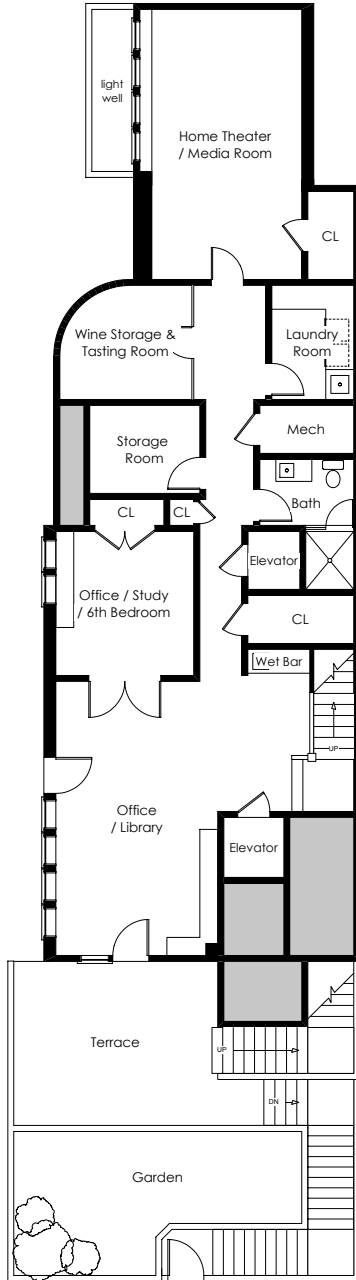 light
well
Home Theater
/ Media Room
CL
Wine Storage &
Tasting Room
Laundry
Room
Storage
Room
Mech
Bath
CL
CL
Elevator
Office / Study
/ 6th Bedroom
CL
Wet Bar
UP
Office
/ Library
Elevator
Terrace
UP
DN
Garden